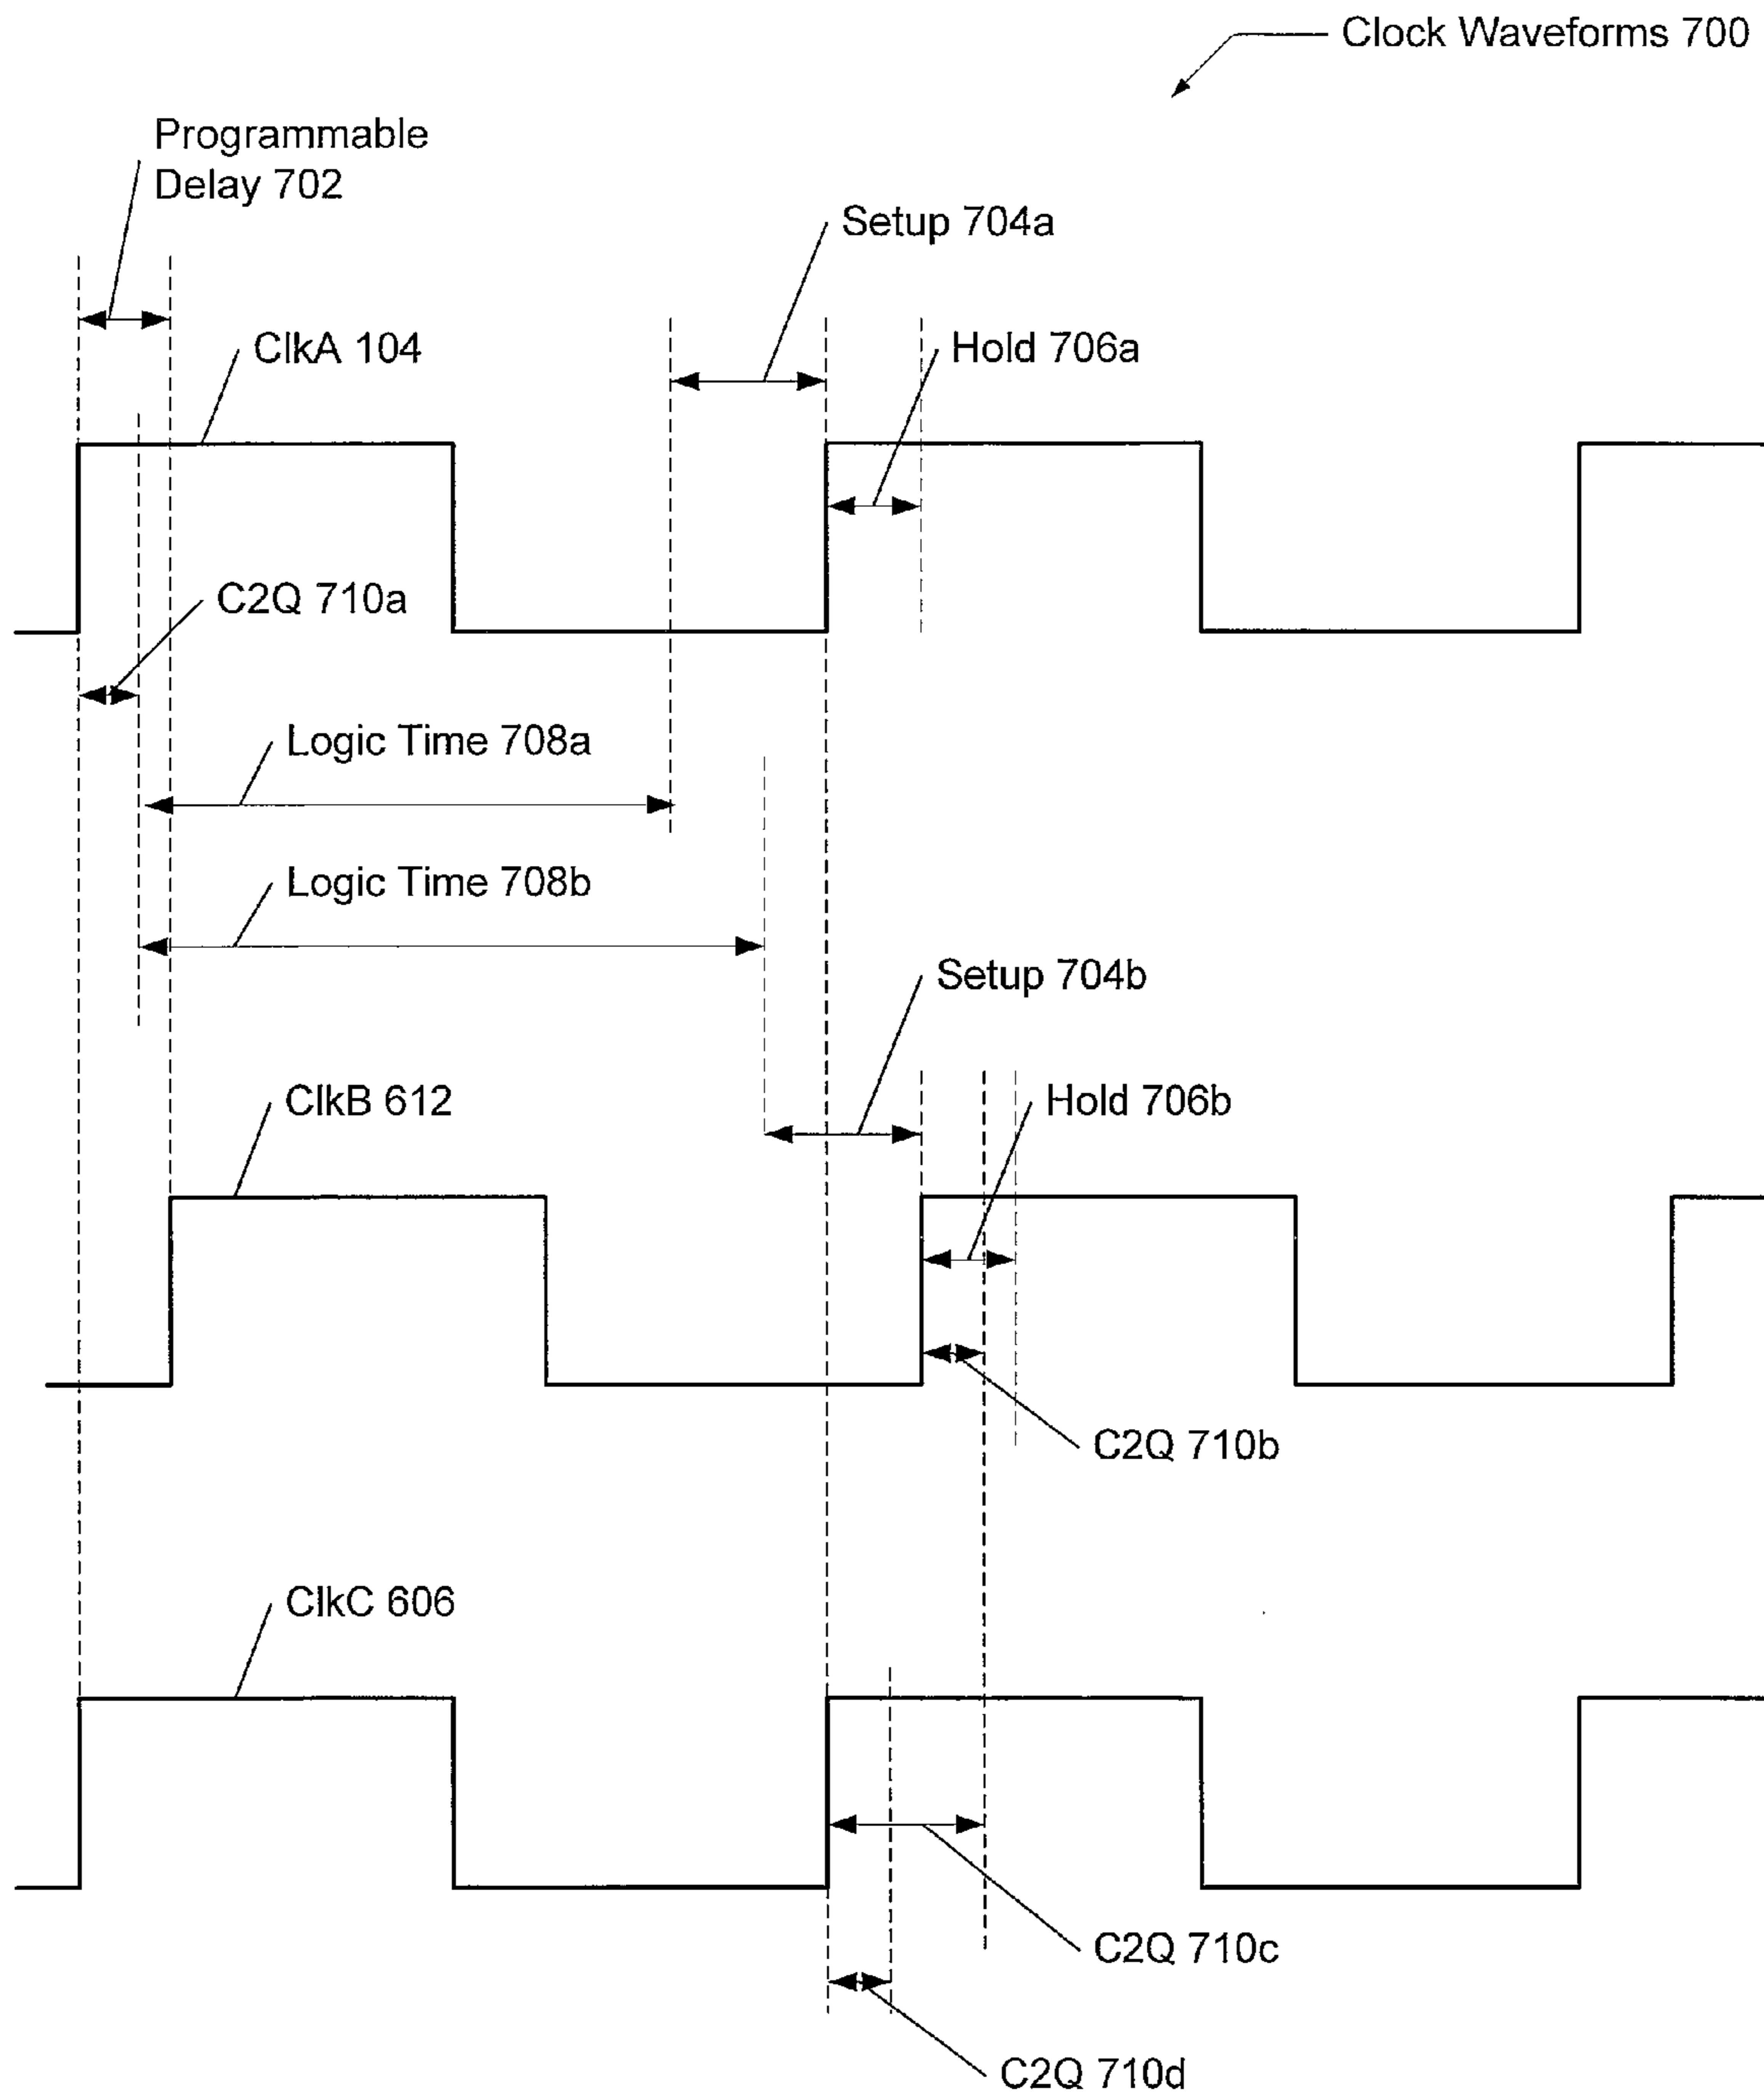 Clock Waveforms 700
Programmable
Delay 702
Setup 704a
ClkA 104
Hold 706a
C2Q 710a
Logic Time 708a
Logic Time 708b
Setup 704b
ClkB 612
Hold 706b
C2Q 710b
ClkC 606
C2Q 710c
C2Q 710d